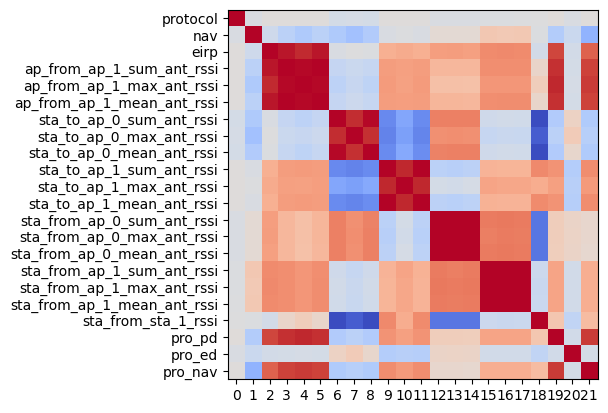 protocol
nav
eirp
ap_from_ap_1_sum_ant_rssi
ap_from_ap_1_max_ant_rssi
ap_from_ap_1_mean_ant_rssi
sta_to_ap_0_sum_ant_rssi
sta_to_ap_0_max_ant_rssi
sta_to_ap_0_mean_ant_rssi
sta_to_ap_1_sum_ant_rssi
sta_to_ap_1_max_ant_rssi
sta_to_ap_1_mean_ant_rssi
sta_from_ap_0_sum_ant_rssi
sta_from_ap_0_max_ant_rssi
sta_from_ap_0_mean_ant_rssi
sta_from_ap_1_sum_ant_rssi
sta_from_ap_1_max_ant_rssi
sta_from_ap_1_mean_ant_rssi
sta_from_sta_1_rssi
pro_pd
pro_ed
pro_nav
0 1 2 3 4 5 6 7 8 9 10 11 12 13 14 15 16 17 18 19 20 21